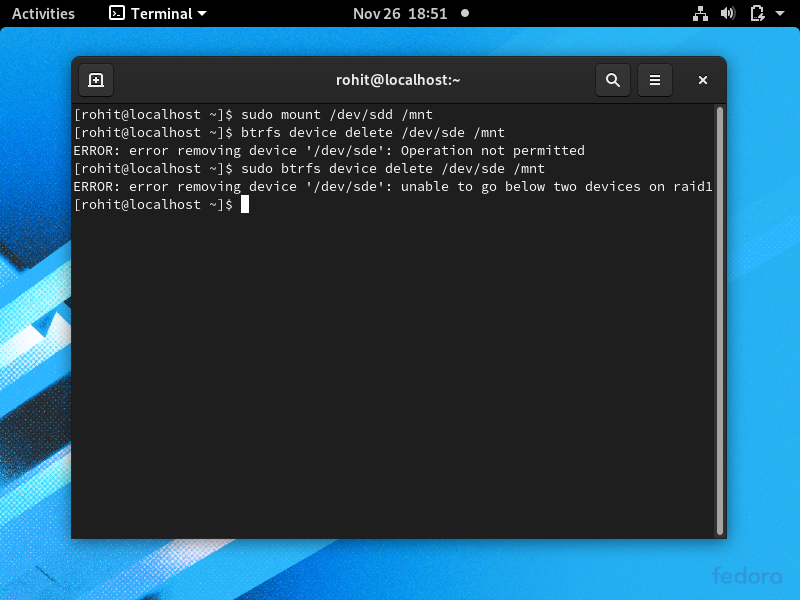 Activities Terminal Nov 26 18:51
rohit@localhost:~
[rohit@localhost ~]$ sudo mount /dev/sdd /mnt
[rohit@localhost ~]$ btrfs device delete /dev/sde /mnt
ERROR: error removing device '/dev/sde': Operation not permitted
[rohit@localhost ~]$ sudo btrfs device delete /dev/sde /mnt
ERROR: error removing device '/dev/sde': unable to go below two devices on raid1
[rohit@localhost ~]$
fedora